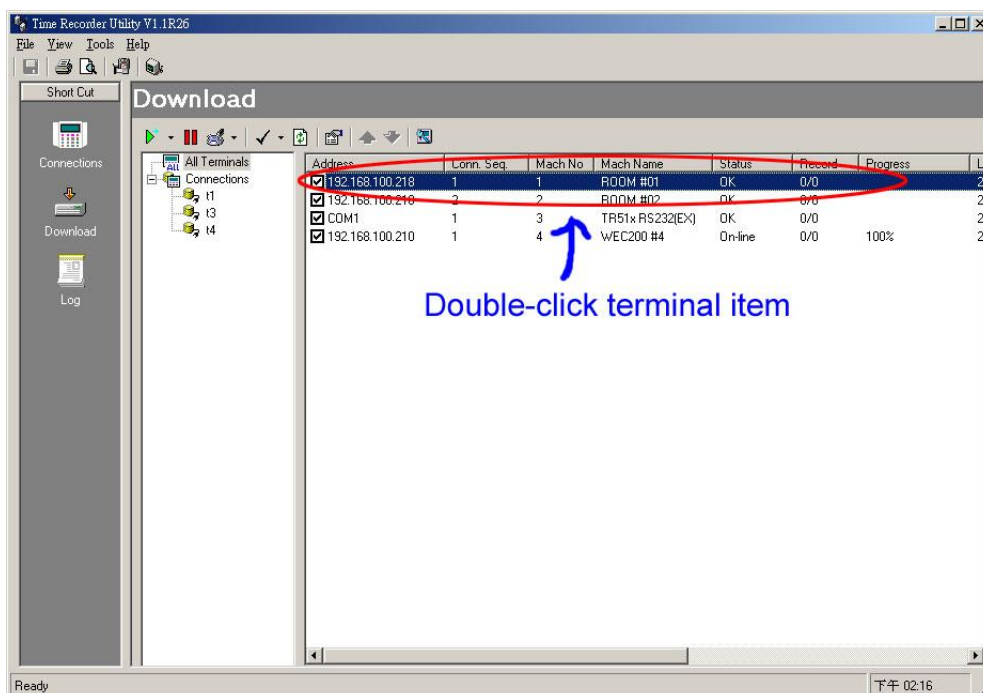 Time Recorder Utility V1.1R26
File View Tools Help
Short Cut
Connections
Download
Log
Download
All Terminals
Connections
t1
t3
t4
Address Conn. Seq. Mach No Mach Name Status Record Progress L
192.168.100.218 1 1 ROOM #01 OK 0/0 2
192.168.100.218 2 2 ROOM #02 OK 0/0 2
COM1 1 3 TR51x RS232(EX) OK 0/0 2
192.168.100.210 1 4 WEC200 #4 On-line 0/0 100% 2
Double-click terminal item
Ready
下午 02:16